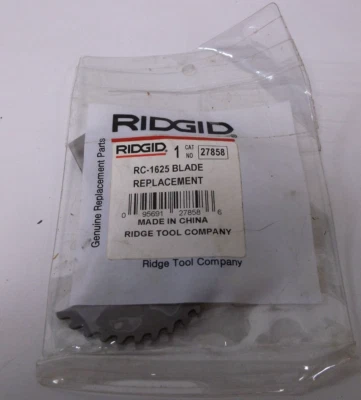 RIDGID
RIDGID. 1 CAT NO 27858
RC-1625 BLADE
REPLACEMENT
0 95691 27858 6
MADE IN CHINA
RIDGE TOOL COMPANY
Ridge Tool Company
Genuine Replacement Parts